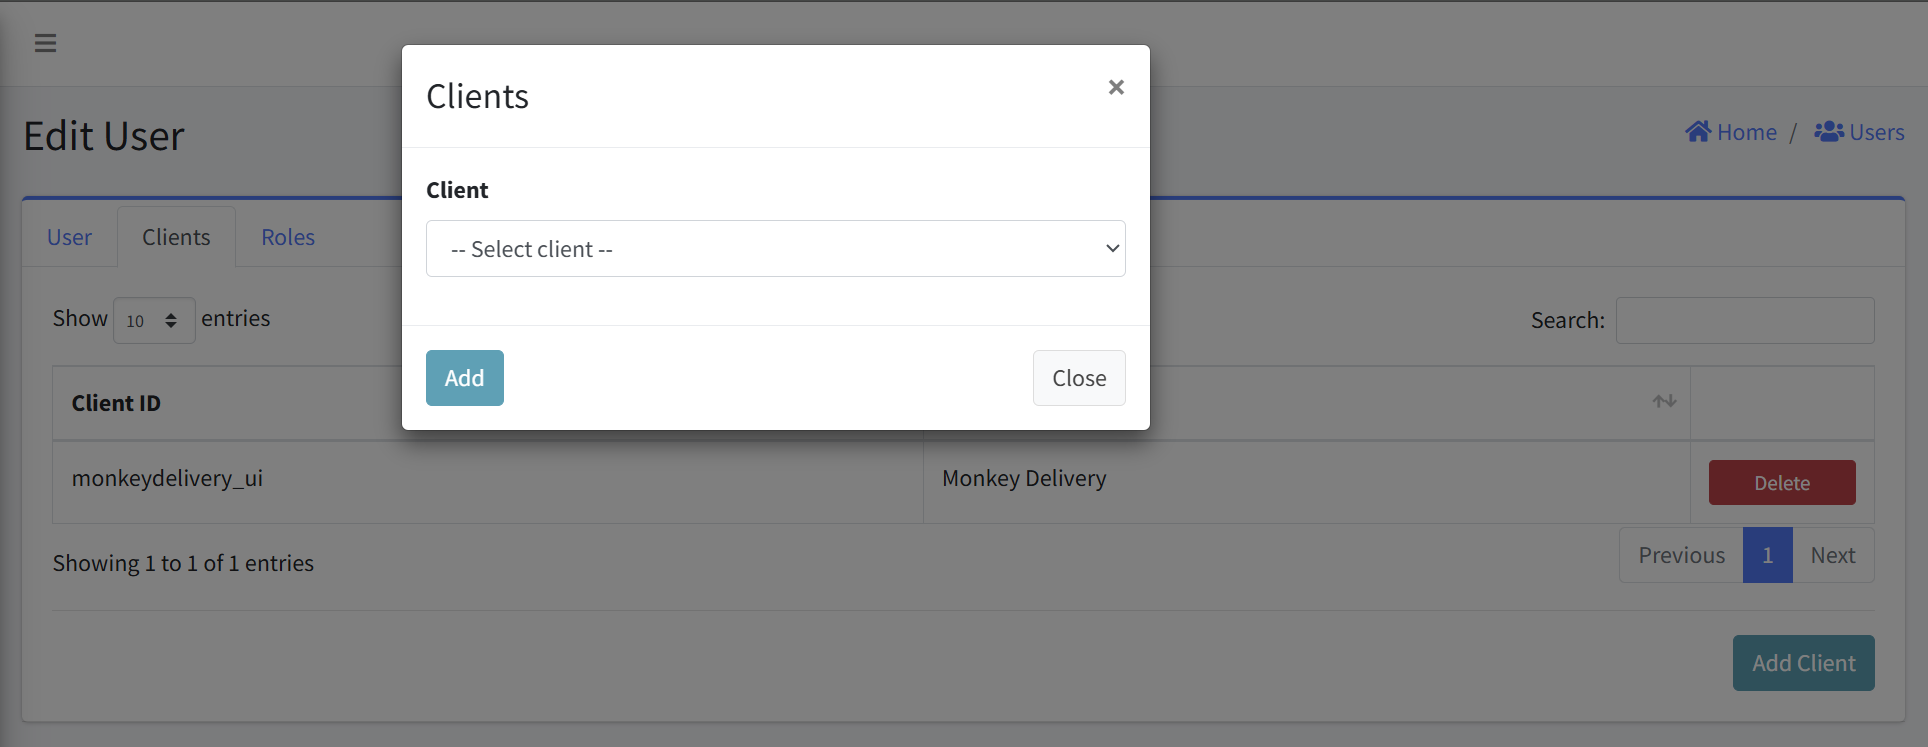 Clients
×
Edit User
Home / Users
Client
User
Clients
Roles
-- Select client --
Show 10 entries
Search:
Add
Close
Client ID
monkeydelivery_ui
Monkey Delivery
Delete
Showing 1 to 1 of 1 entries
Previous 1 Next
Add Client